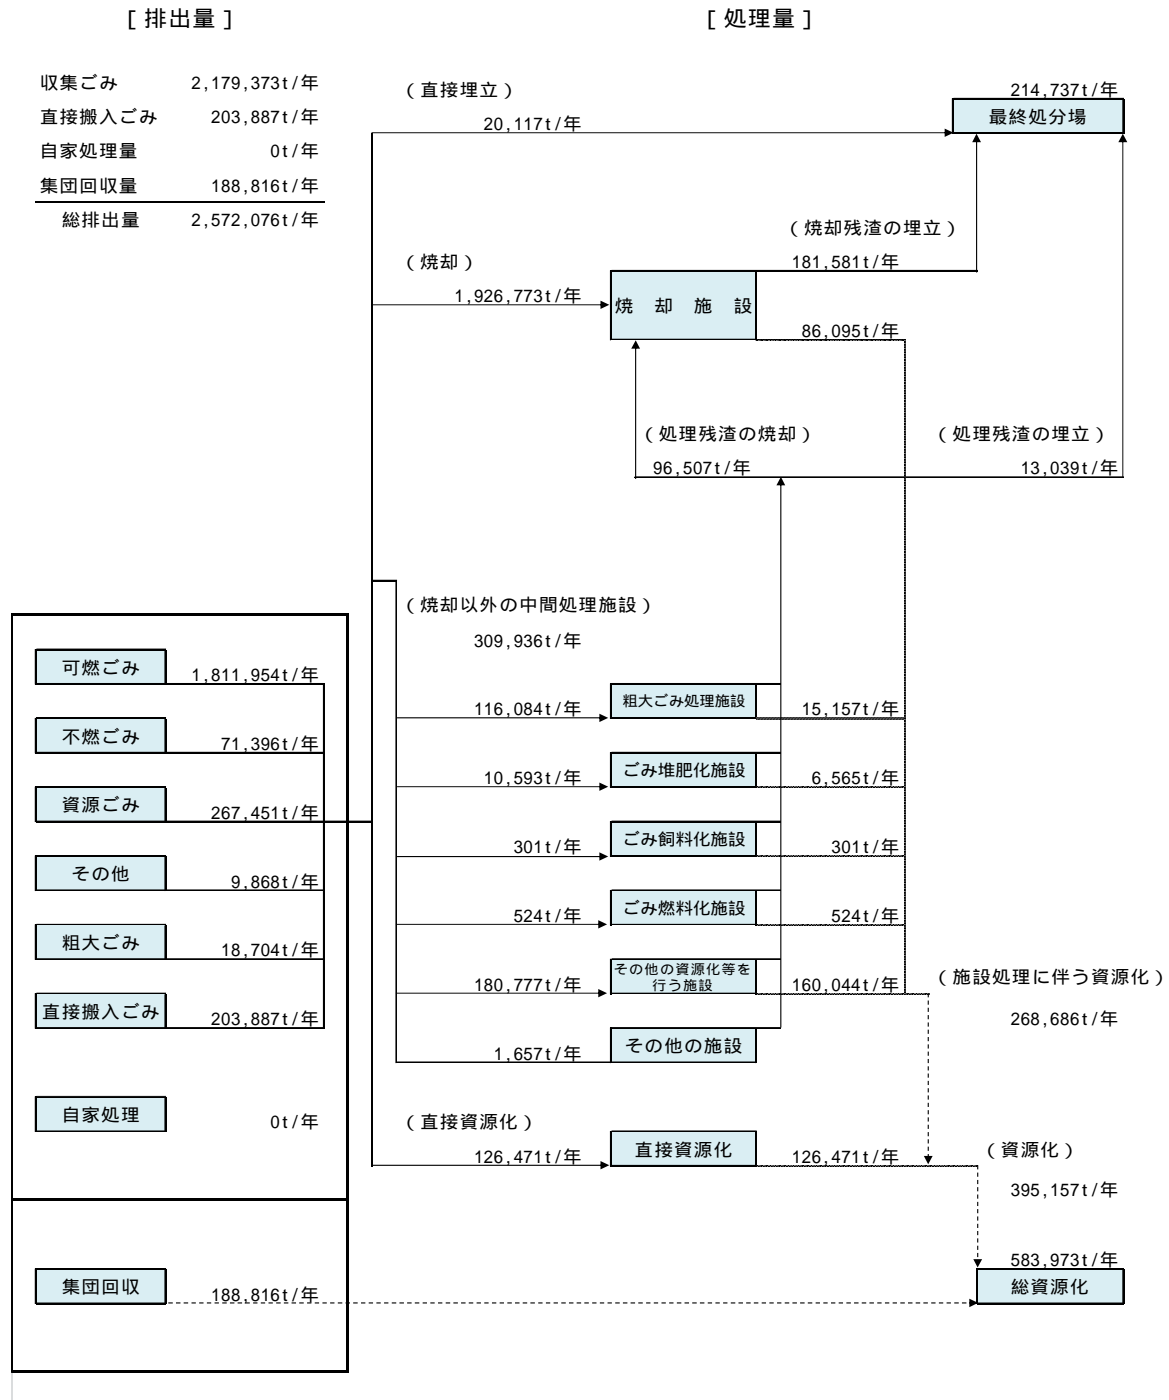 [ 排出量 ]
[ 処理量 ]
収集ごみ 2,179,373t/年
直接搬入ごみ 203,887t/年
自家処理量 0t/年
集団回収量 188,816t/年
総排出量 2,572,076t/年
(直接埋立)
20,117t/年
214,737t/年
最終処分場
(焼却残渣の埋立)
181,581t/年
(焼却)
1,926,773t/年
焼却施設
86,095t/年
(処理残渣の焼却)
96,507t/年
(処理残渣の埋立)
13,039t/年
(焼却以外の中間処理施設)
309,936t/年
可燃ごみ 1,811,954t/年
不燃ごみ 71,396t/年
資源ごみ 267,451t/年
その他 9,868t/年
粗大ごみ 18,704t/年
直接搬入ごみ 203,887t/年
自家処理 0t/年
集団回収 188,816t/年
116,084t/年 粗大ごみ処理施設 15,157t/年
10,593t/年 ごみ堆肥化施設 6,565t/年
301t/年 ごみ飼料化施設 301t/年
524t/年 ごみ燃料化施設 524t/年
180,777t/年 その他の資源化等を
行う施設 160,044t/年
1,657t/年 その他の施設
(施設処理に伴う資源化)
268,686t/年
(直接資源化)
126,471t/年 直接資源化 126,471t/年
(資源化)
395,157t/年
583,973t/年
総資源化